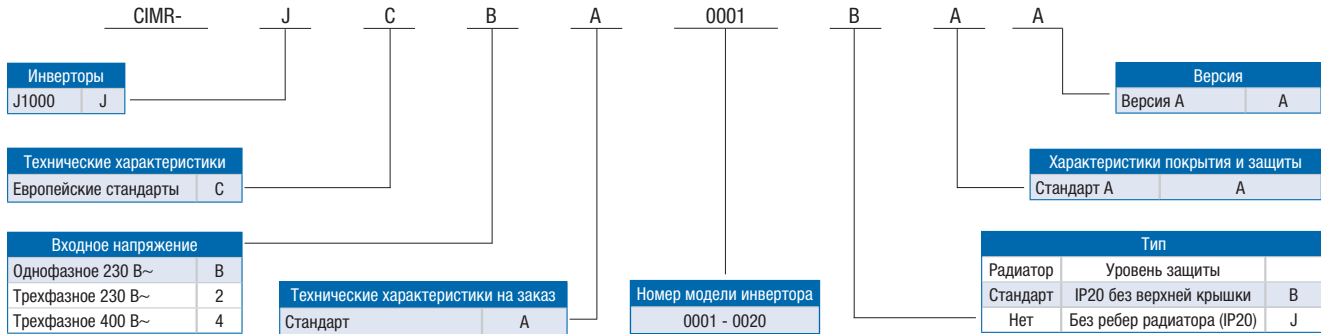 CIMR- J C B A 0001 B A A
Инверторы
J1000 J
Версия
Версия A A
Технические характеристики
Европейские стандарты C
Характеристики покрытия и защиты
Стандарт A A
Входное напряжение
Однофазное 230 В~ B
Трехфазное 230 В~ 2
Трехфазное 400 В~ 4
Технические характеристики на заказ
Стандарт A
Номер модели инвертора
0001 - 0020
Тип
Радиатор Уровень защиты
Стандарт IP20 без верхней крышки B
Нет Без ребер радиатора (IP20) J